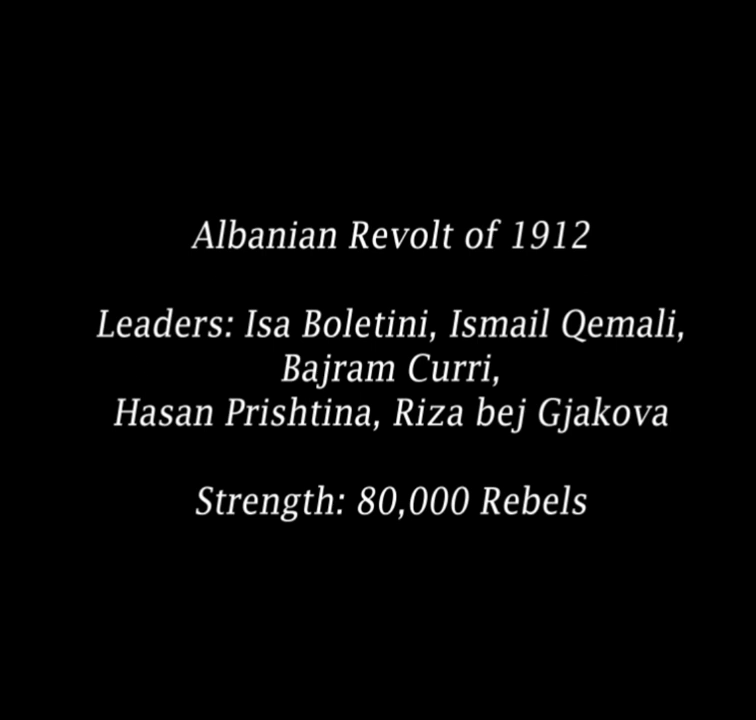 Albanian Revolt of 1912
Leaders: Isa Boletini, Ismail Qemali,
Bajram Curri,
Hasan Prishtina, Riza bej Gjakova
Strength: 80,000 Rebels